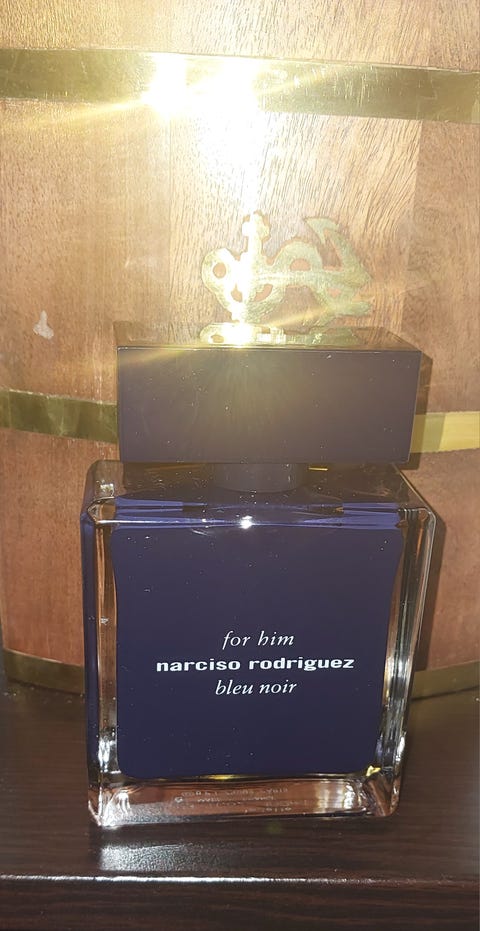 for him
narciso rodriguez
bleu noir